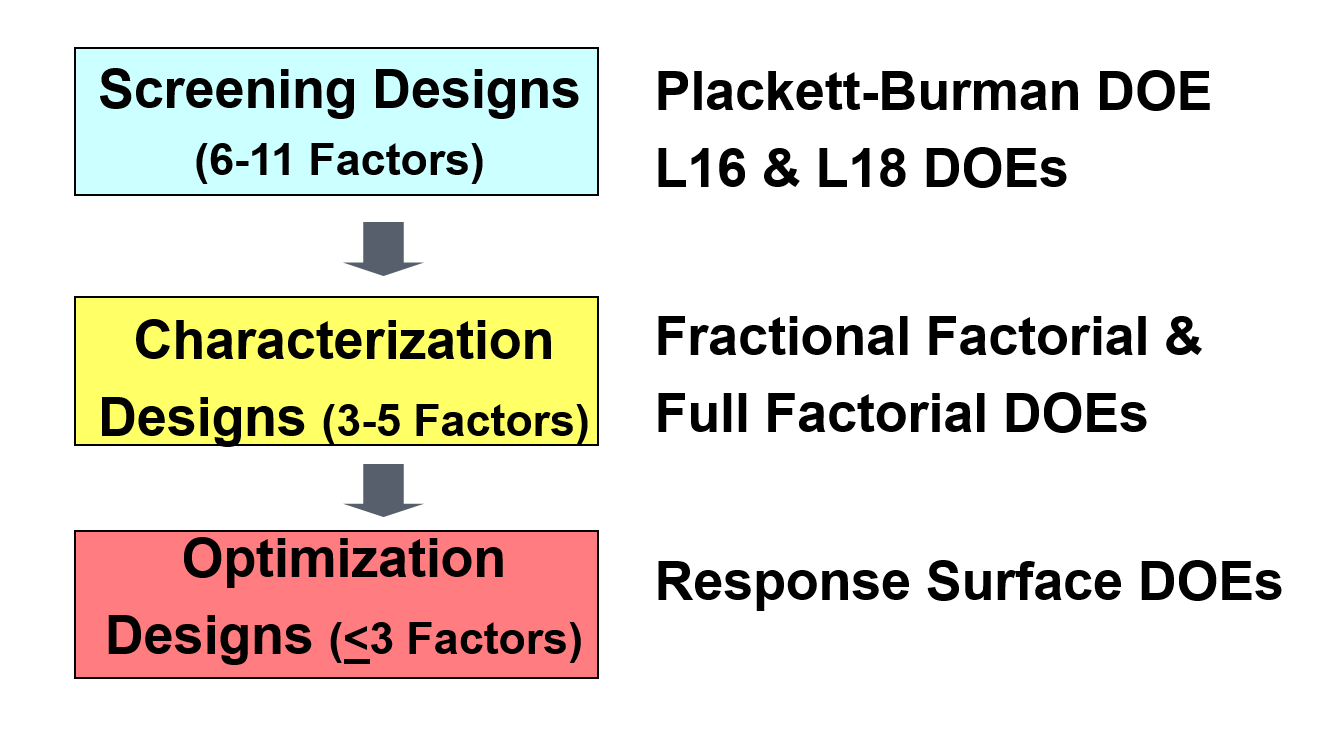 Screening Designs
(6-11 Factors)
Plackett-Burman DOE
L16 & L18 DOEs
Characterization
Designs (3-5 Factors)
Fractional Factorial &
Full Factorial DOEs
Optimization
Designs (<3 Factors)
Response Surface DOEs